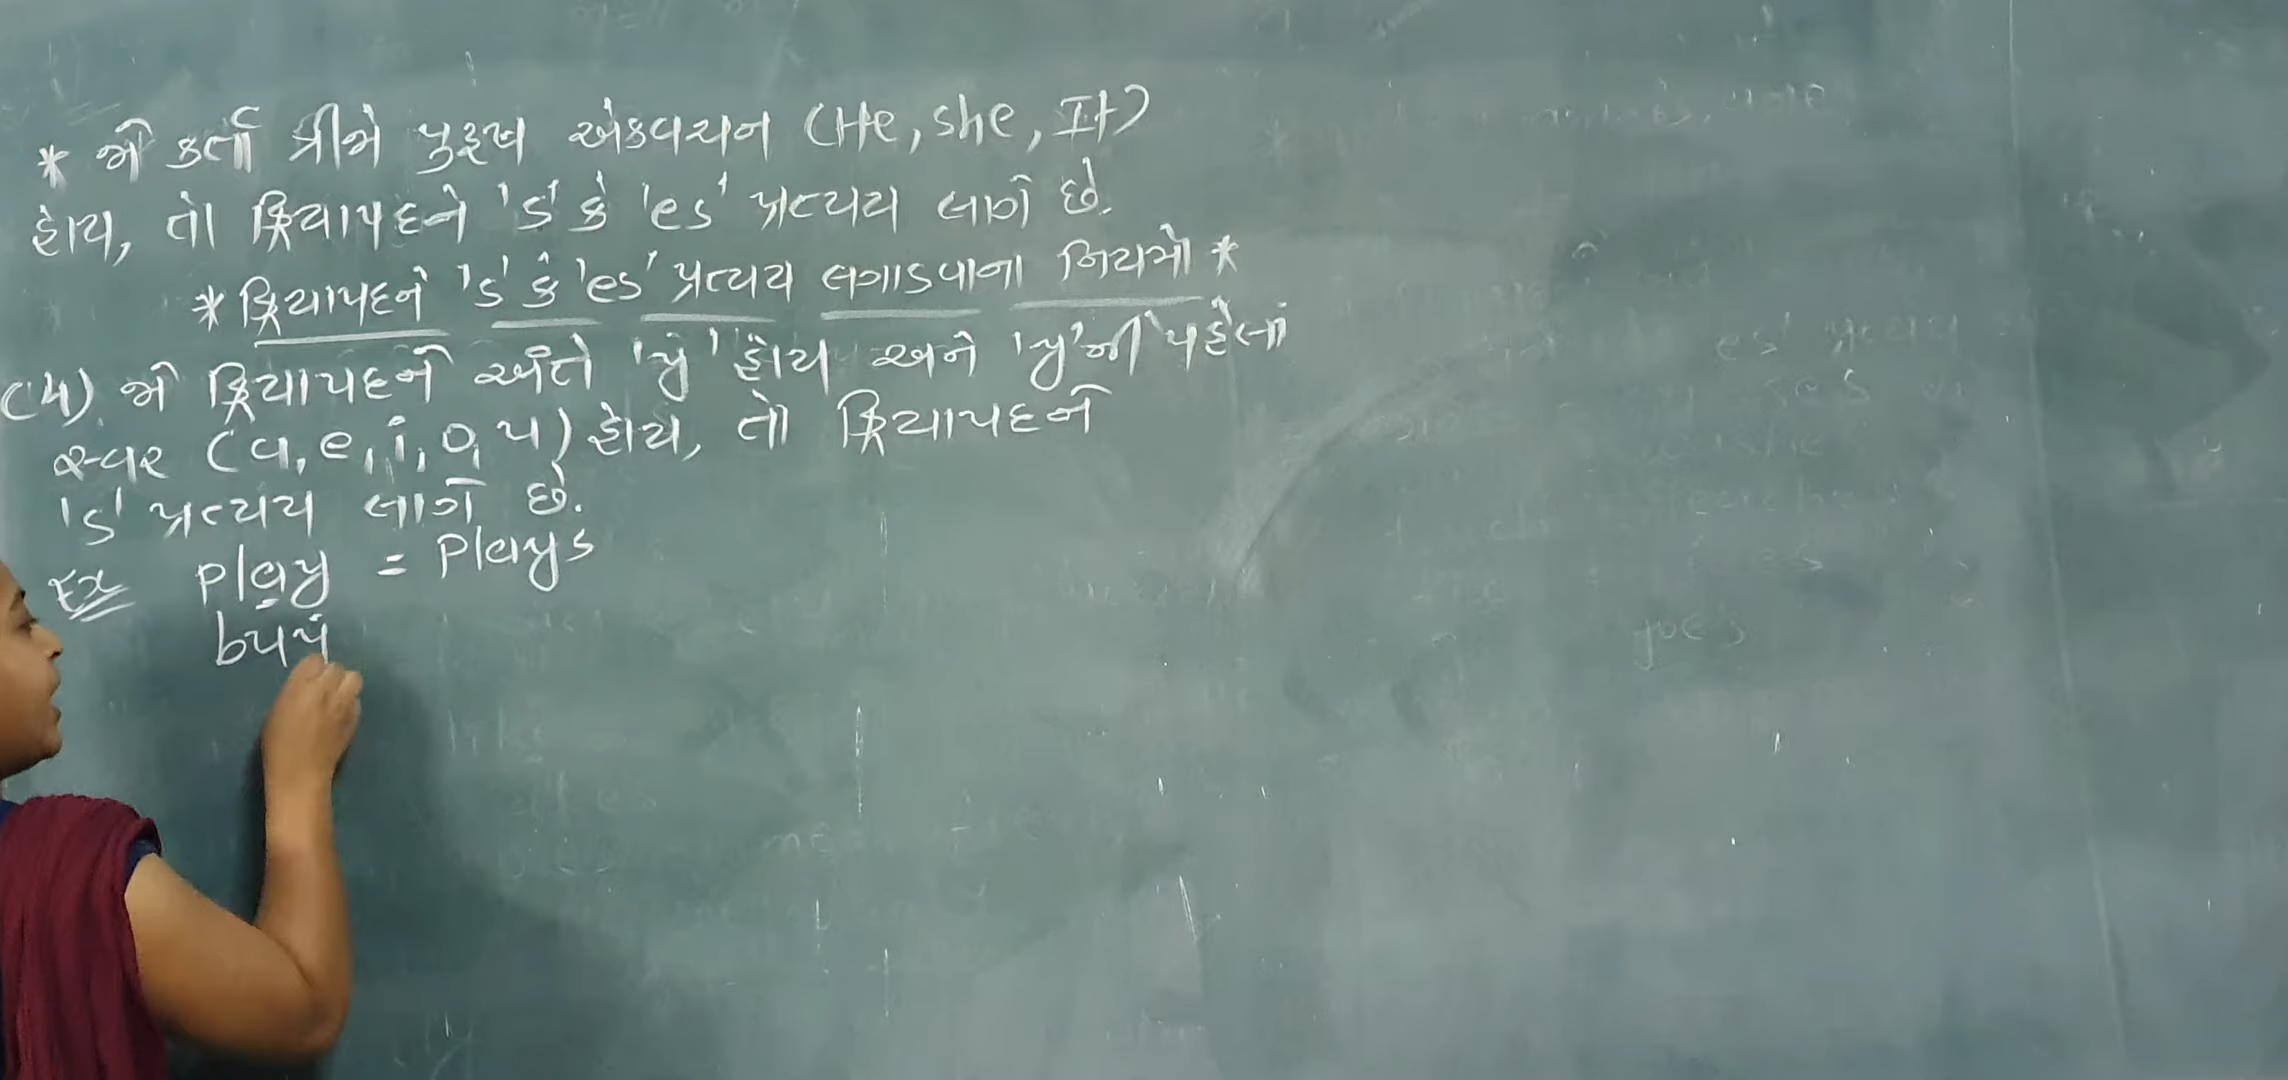 * જો કર્તા ત્રીજો પુરૂષ એકવચન (He, she, It)
હોય, તો ક્રિયાપદને 's' કે 'es' પ્રત્યય લાગે છે.
* ક્રિયાપદને 's' કે 'es' પ્રત્યય લગાડવાના નિયમો *
(૫) જો ક્રિયાપદને અંતે 'y' હોય અને 'y'ની પહેલાં
સ્વર (a, e, i, o, u) હોય, તો ક્રિયાપદને
's' પ્રત્યય લાગે છે.
Ex play = Plays
buy